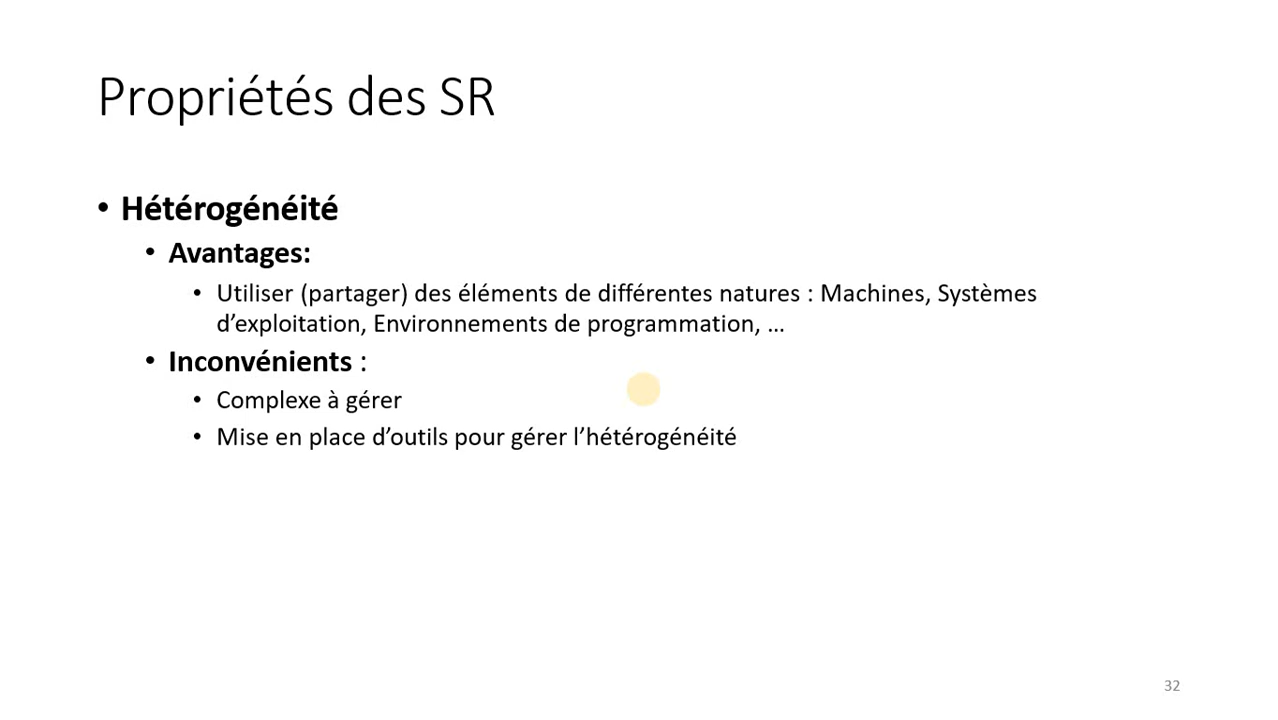 Propriétés des SR
• Hétérogénéité
• Avantages:
• Utiliser (partager) des éléments de différentes natures : Machines, Systèmes
d’exploitation, Environnements de programmation, …
• Inconvénients :
• Complexe à gérer
• Mise en place d’outils pour gérer l’hétérogénéité
32